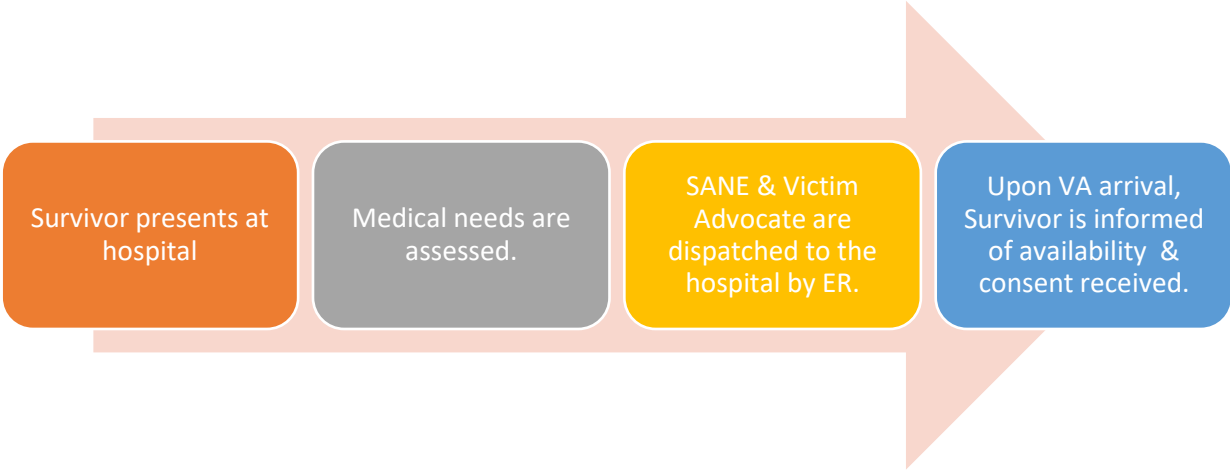 Survivor presents at
hospital
Medical needs are
assessed.
SANE & Victim
Advocate are
dispatched to the
hospital by ER.
Upon VA arrival,
Survivor is informed
of availability  &
consent received.